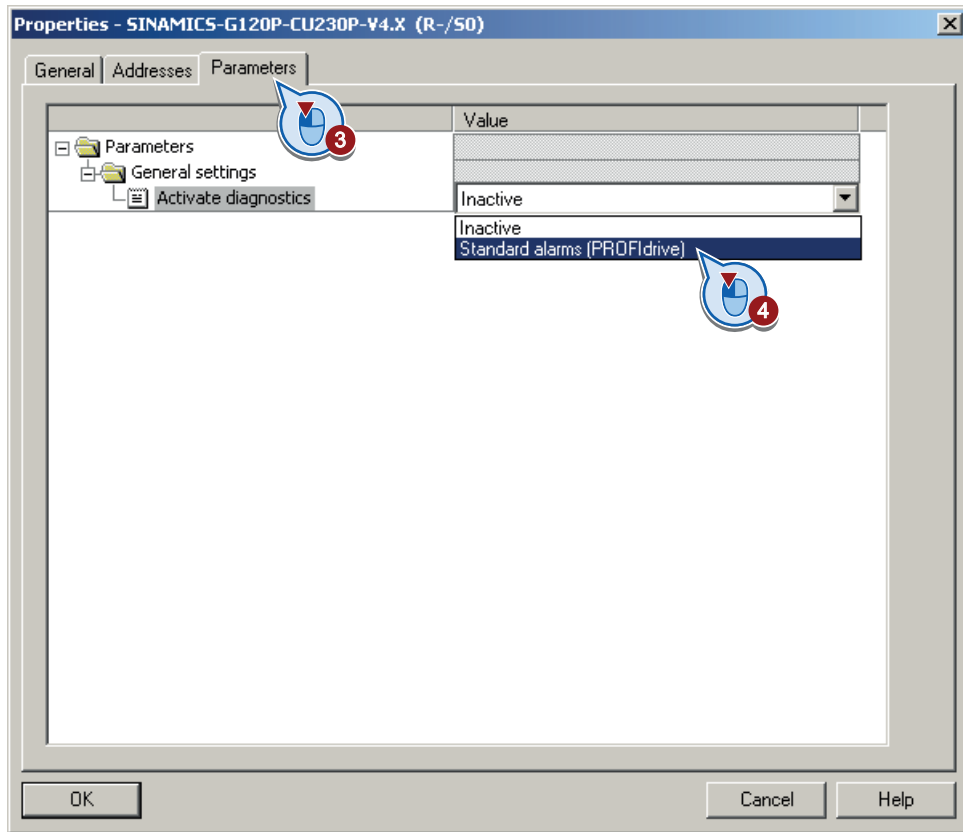 Properties - SINAMICS-G120P-CU230P-V4.X (R-/S0)
General Addresses Parameters
3
Value
Parameters
General settings
Activate diagnostics Inactive
Inactive
Standard alarms (PROFIdrive)
4
OK Cancel Help